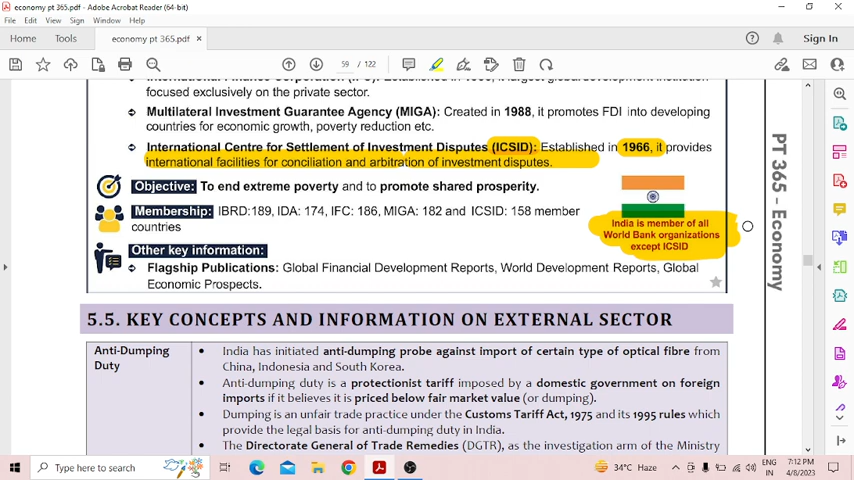 economy pt 365.pdf - Adobe Acrobat Reader (64-bit)
File Edit View Sign Window Help
Home Tools economy pt 365.pdf × Sign In
59 / 122
focused exclusively on the private sector.
Multilateral Investment Guarantee Agency (MIGA): Created in 1988, it promotes FDI into developing
countries for economic growth, poverty reduction etc.
International Centre for Settlement of Investment Disputes (ICSID): Established in 1966, it provides
international facilities for conciliation and arbitration of investment disputes.
Objective: To end extreme poverty and to promote shared prosperity.
Membership: IBRD:189, IDA: 174, IFC: 186, MIGA: 182 and ICSID: 158 member
countries
India is member of all
World Bank organizations
except ICSID
Other key information:
Flagship Publications: Global Financial Development Reports, World Development Reports, Global
Economic Prospects.
PT 365 - Economy
5.5. KEY CONCEPTS AND INFORMATION ON EXTERNAL SECTOR
Anti-Dumping
Duty
• India has initiated anti-dumping probe against import of certain type of optical fibre from
China, Indonesia and South Korea.
• Anti-dumping duty is a protectionist tariff imposed by a domestic government on foreign
imports if it believes it is priced below fair market value (or dumping).
• Dumping is an unfair trade practice under the Customs Tariff Act, 1975 and its 1995 rules which
provide the legal basis for anti-dumping duty in India.
• The Directorate General of Trade Remedies (DGTR), as the investigation arm of the Ministry
Type here to search
34°C Haze
ENG
IN
7:12 PM
4/8/2023